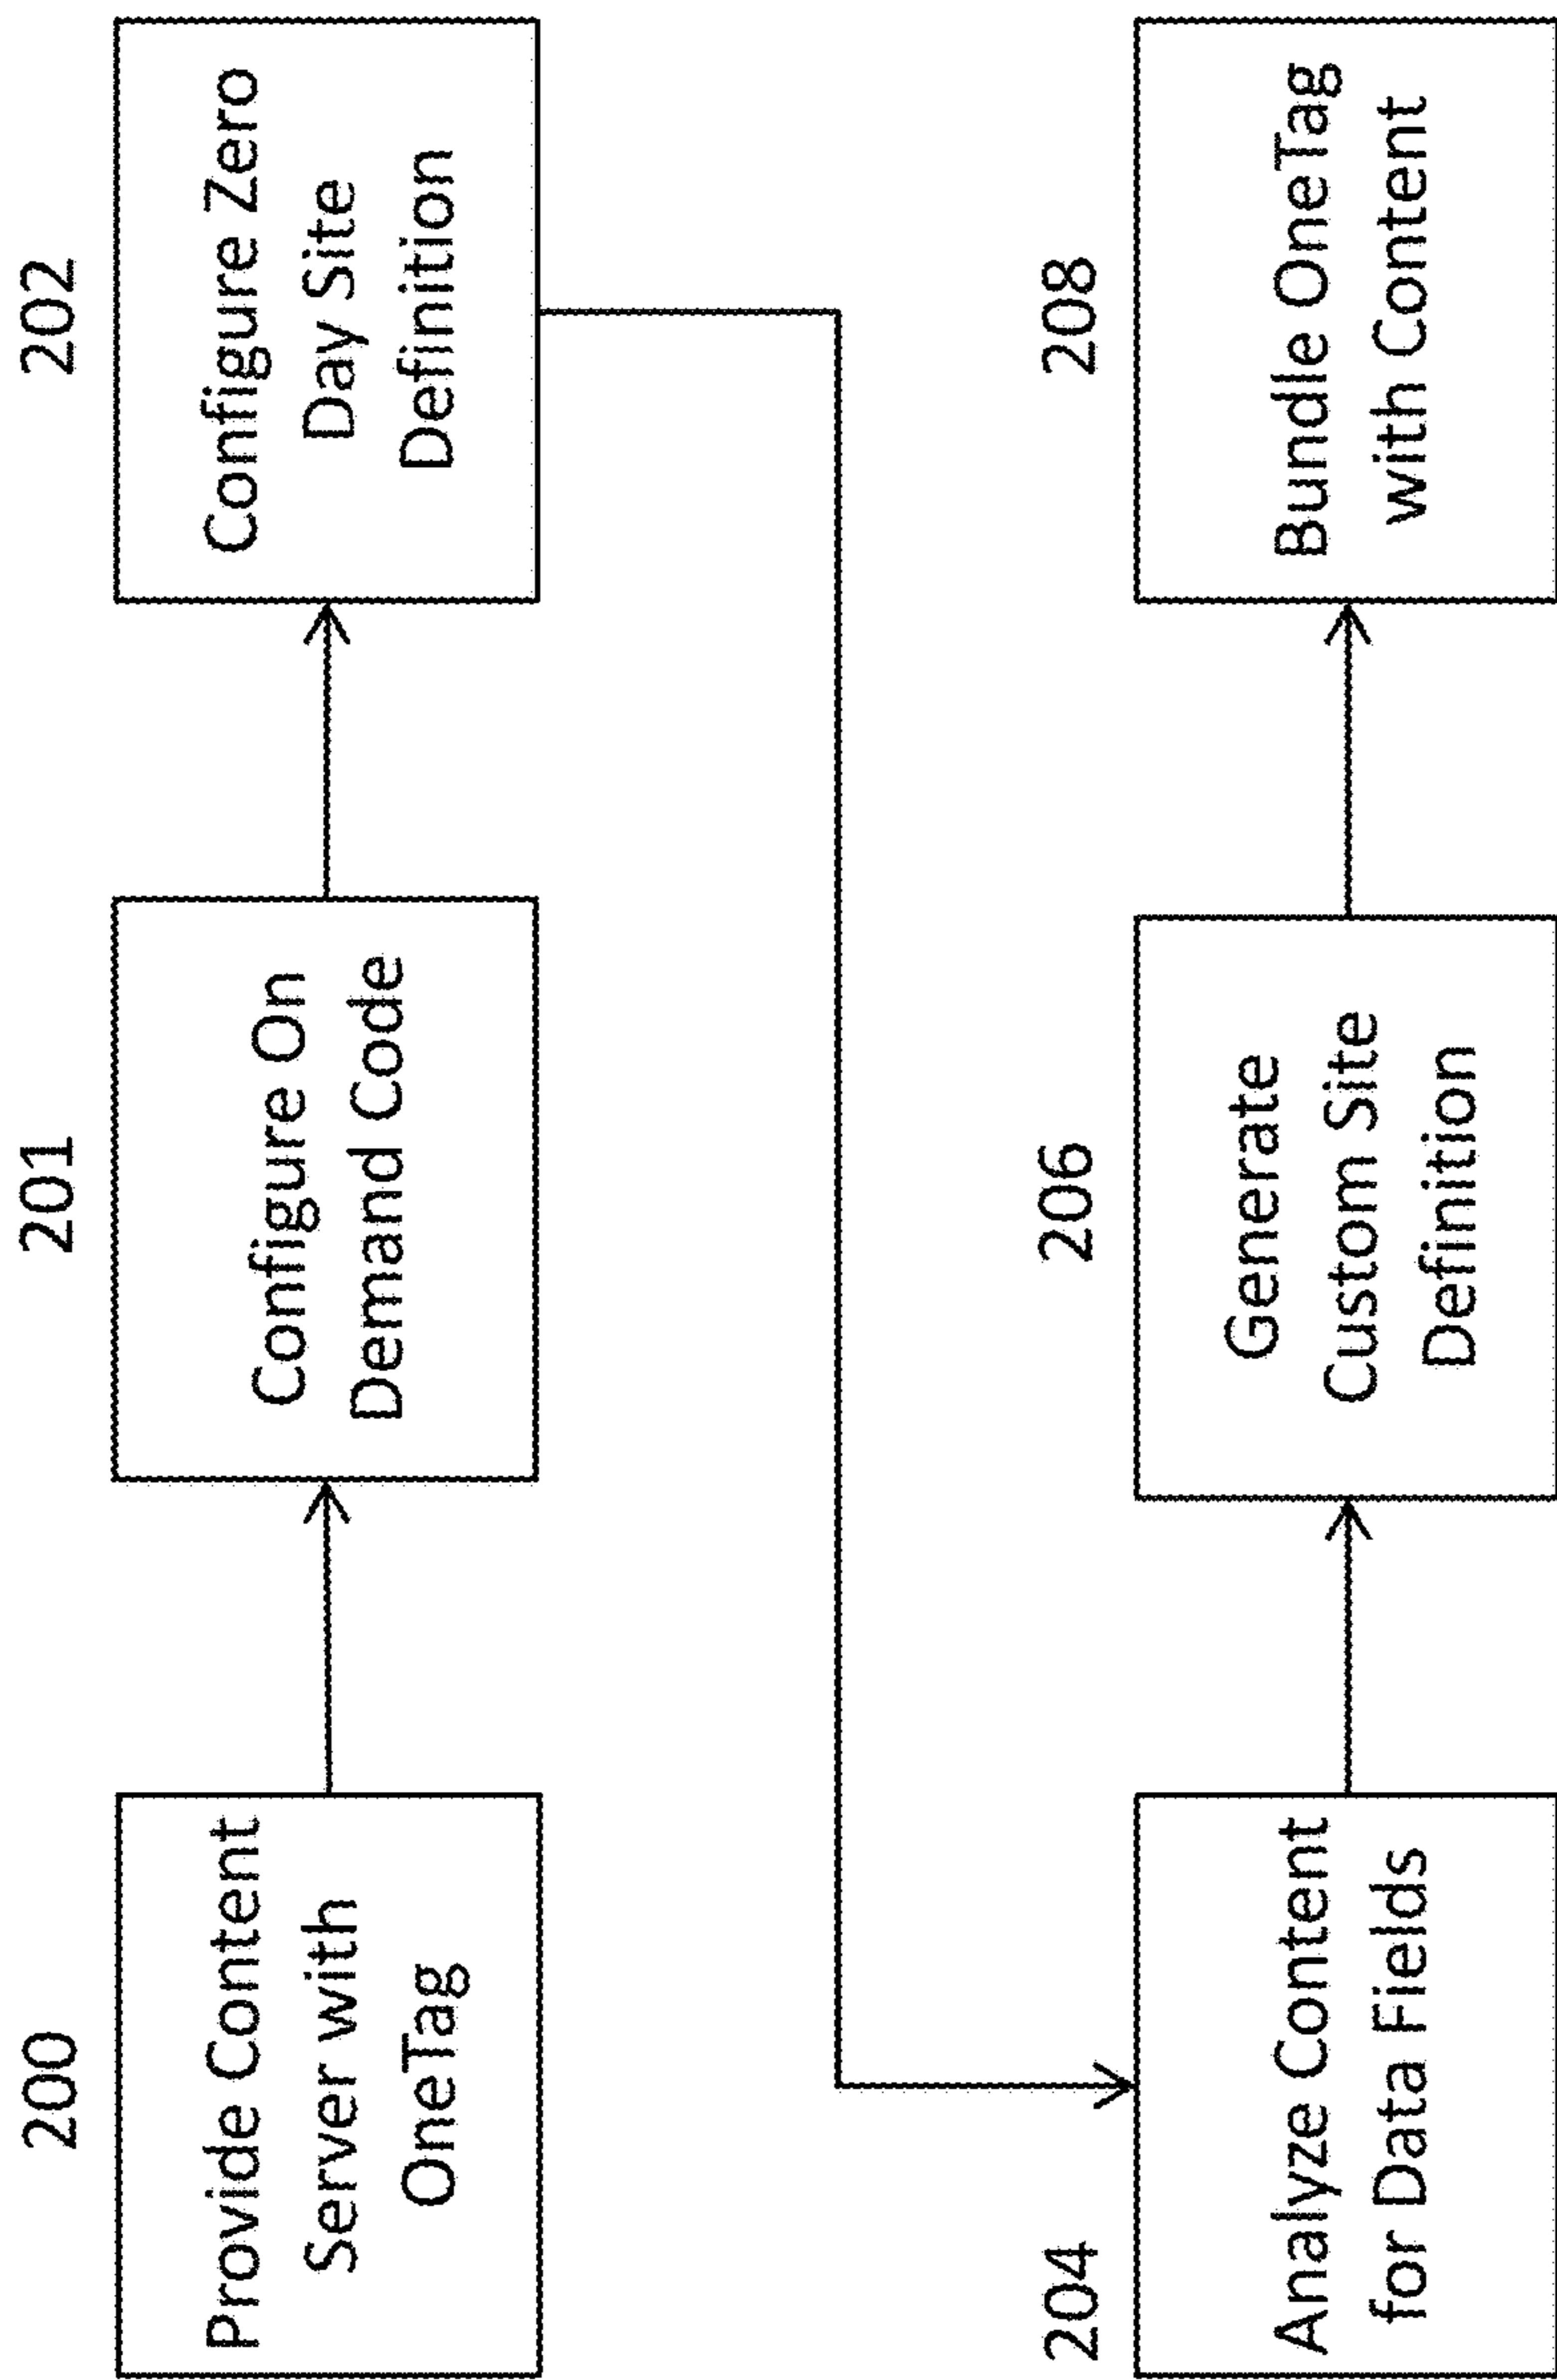 200
Provide Content
Server with
OneTag
201
Configure On
Demand Code
202
Configure Zero
Day Site
Definition
204
Analyze Content
for Data Fields
206
Generate
Custom Site
Definition
208
Bundle OneTag
with Content